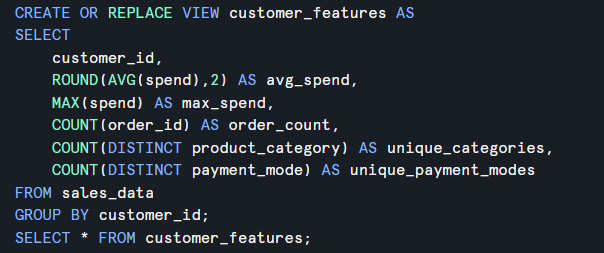 CREATE OR REPLACE VIEW customer_features AS
SELECT
    customer_id,
    ROUND(AVG(spend),2) AS avg_spend,
    MAX(spend) AS max_spend,
    COUNT(order_id) AS order_count,
    COUNT(DISTINCT product_category) AS unique_categories,
    COUNT(DISTINCT payment_mode) AS unique_payment_modes
FROM sales_data
GROUP BY customer_id;
SELECT * FROM customer_features;